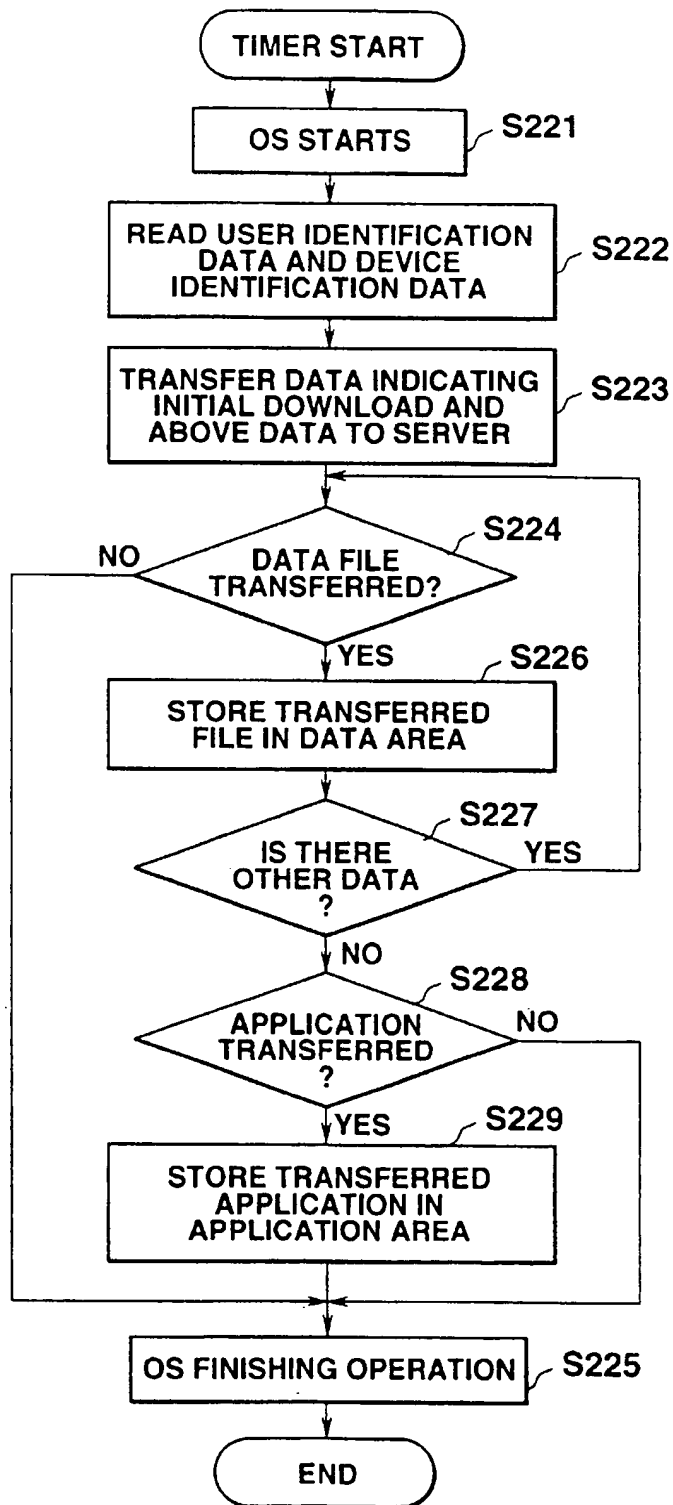 TIMER START
OS STARTS
S221
READ USER IDENTIFICATION
DATA AND DEVICE
IDENTIFICATION DATA
S222
TRANSFER DATA INDICATING
INITIAL DOWNLOAD AND
ABOVE DATA TO SERVER
S223
S224
NO
DATA FILE
TRANSFERRED?
YES
S226
STORE TRANSFERRED
FILE IN DATA AREA
S227
IS THERE
OTHER DATA
?
YES
NO
S228
APPLICATION
TRANSFERRED
?
NO
YES
S229
STORE TRANSFERRED
APPLICATION IN
APPLICATION AREA
OS FINISHING OPERATION
S225
END